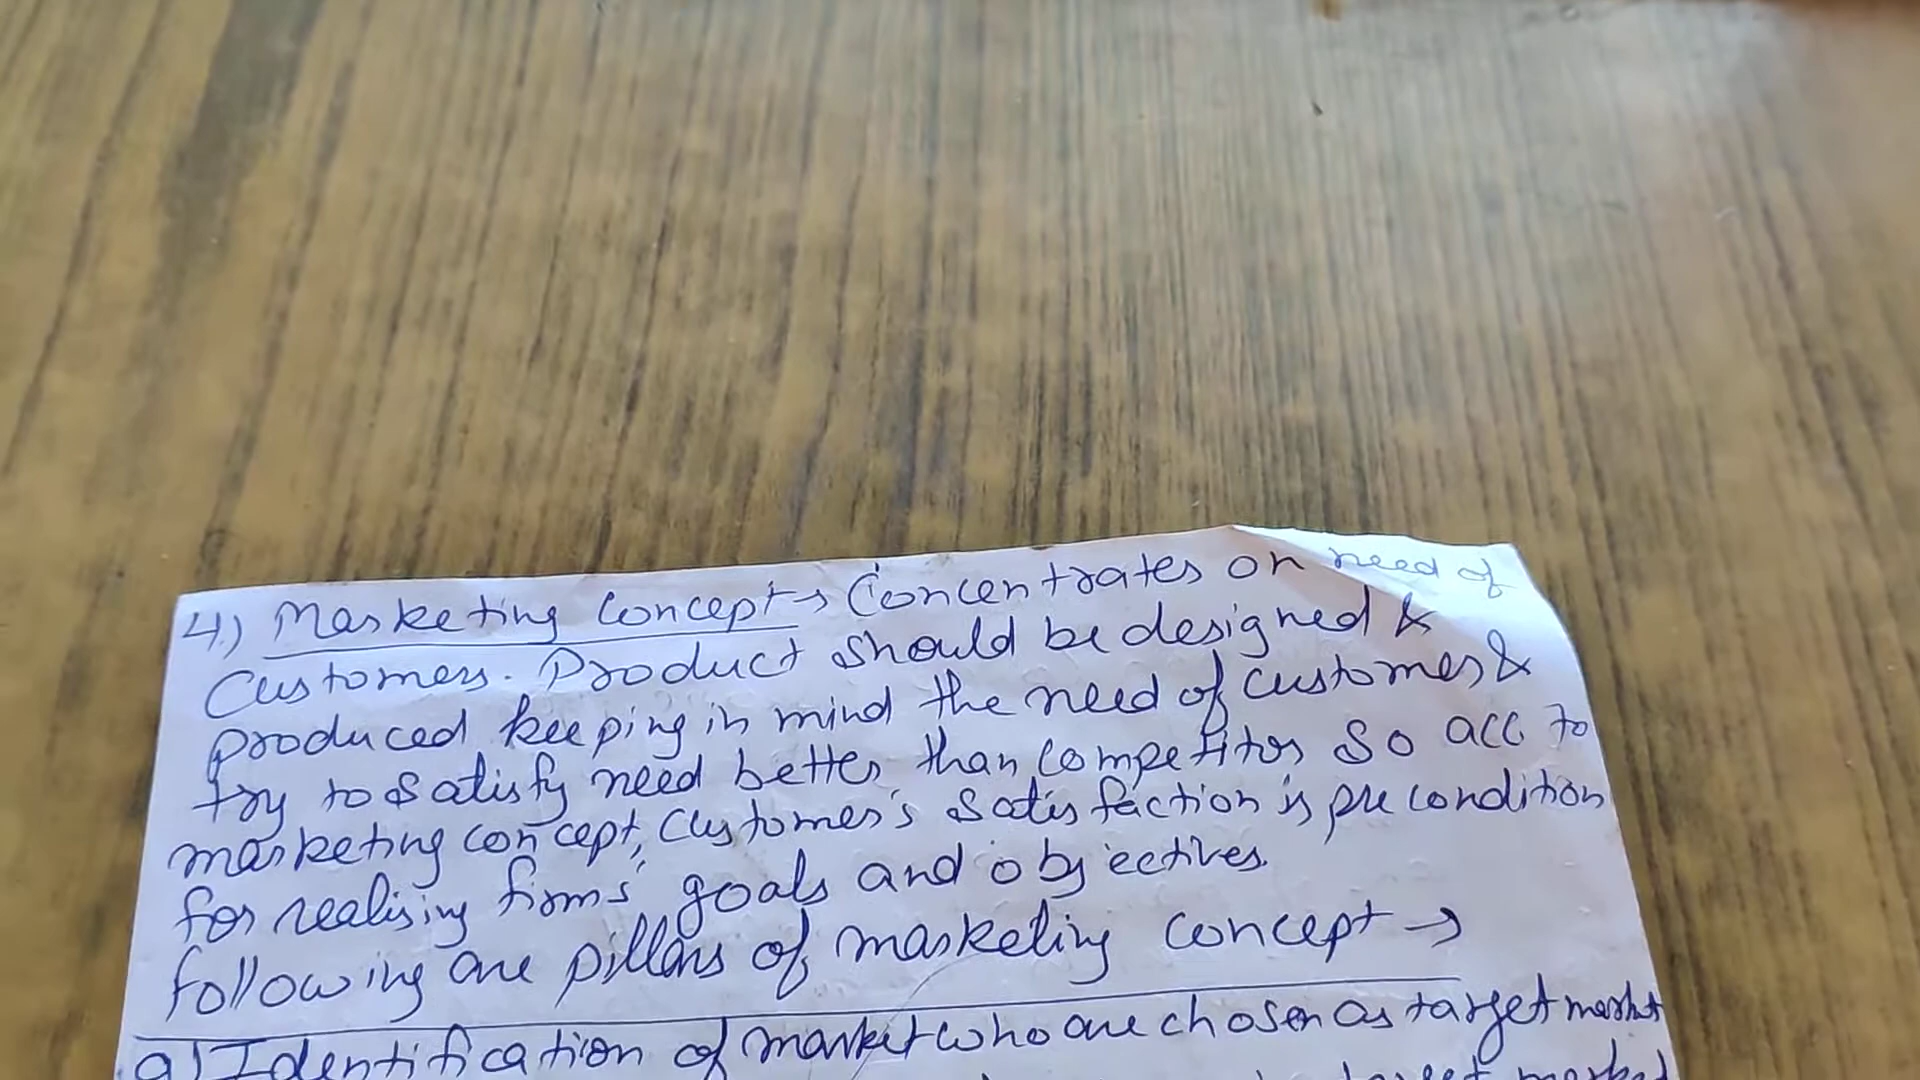 4.) Marketing Concept → Concentrates on need of
Customers. Product should be designed &
produced keeping in mind the need of customers &
try to satisfy need better than competitors So acc to
marketing concept, Customer's satisfaction is pre condition
for realising firms' goals and objectives.
following are pillars of marketing concept →
a) Identification of market who are chosen as target market
target market